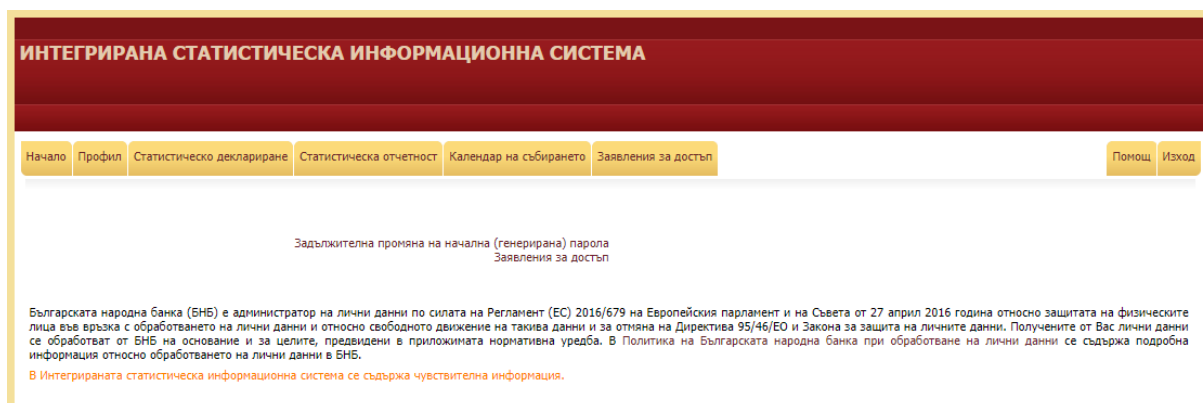 ИНТЕГРИРАНА СТАТИСТИЧЕСКА ИНФОРМАЦИОННА СИСТЕМА
Начало Профил Статистическо деклариране Статистическа отчетност Календар на събирането Заявления за достъп Помощ Изход
Задължителна промяна на начална (генерирана) парола
Заявления за достъп
Българската народна банка (БНБ) е администратор на лични данни по силата на Регламент (ЕС) 2016/679 на Европейския парламент и на Съвета от 27 април 2016 година относно защитата на физическите
лица във връзка с обработването на лични данни и относно свободното движение на такива данни и за отмяна на Директива 95/46/ЕО и Закона за защита на личните данни. Получените от Вас лични данни
се обработват от БНБ на основание и за целите, предвидени в приложимата нормативна уредба. В Политика на Българската народна банка при обработване на лични данни се съдържа подробна
информация относно обработването на лични данни в БНБ.
В Интегрираната статистическа информационна система се съдържа чувствителна информация.